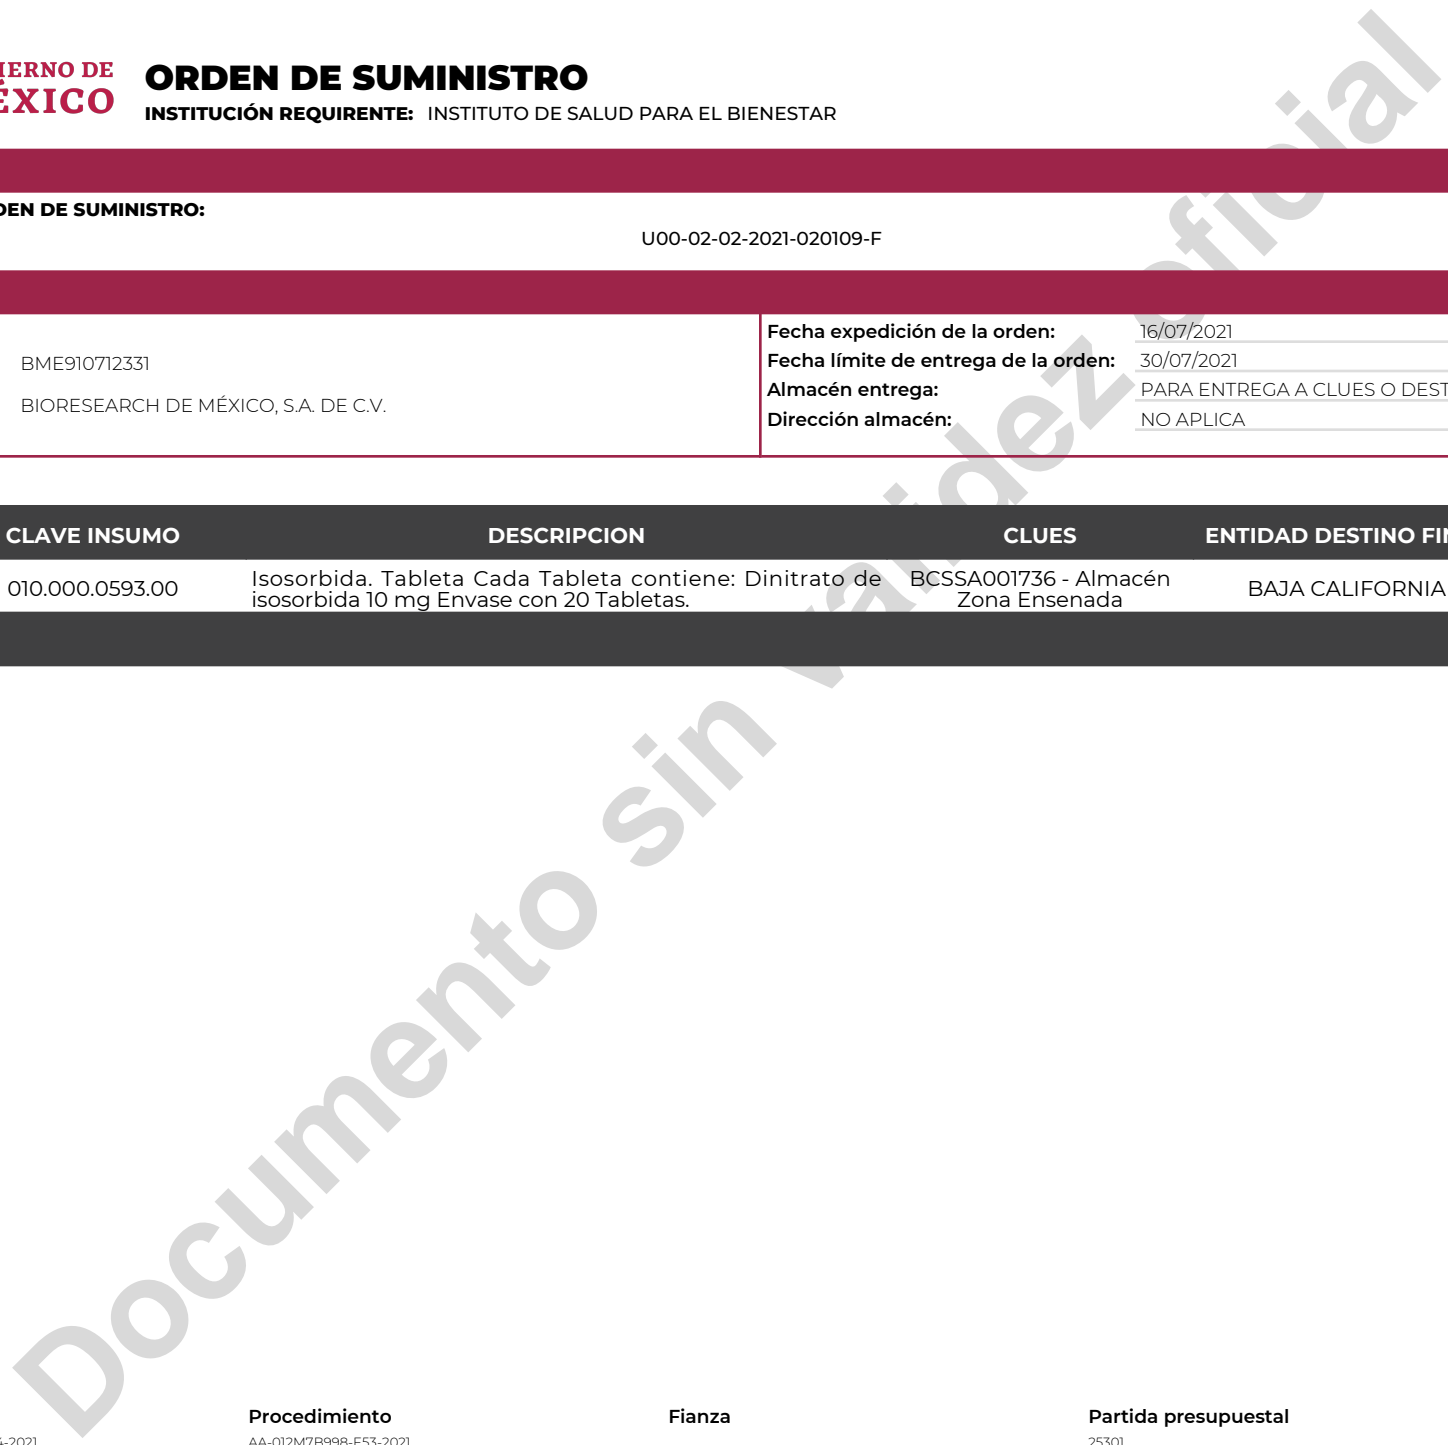 IERNO DE
ÉXICO
ORDEN DE SUMINISTRO
INSTITUCIÓN REQUIRENTE: INSTITUTO DE SALUD PARA EL BIENESTAR
DEN DE SUMINISTRO:
U00-02-02-2021-020109-F
BME910712331
BIORESEARCH DE MÉXICO, S.A. DE C.V.
Fecha expedición de la orden: 16/07/2021
Fecha límite de entrega de la orden: 30/07/2021
Almacén entrega: PARA ENTREGA A CLUES O DEST
Dirección almacén: NO APLICA
CLAVE INSUMO DESCRIPCION CLUES ENTIDAD DESTINO FIN
010.000.0593.00
Isosorbida. Tableta Cada Tableta contiene: Dinitrato de
isosorbida 10 mg Envase con 20 Tabletas.
BCSSA001736 - Almacén
Zona Ensenada
BAJA CALIFORNIA
Documento sin validez oficial
Procedimiento Fianza Partida presupuestal
-2021 AA-012M7B998-E53-2021 25301